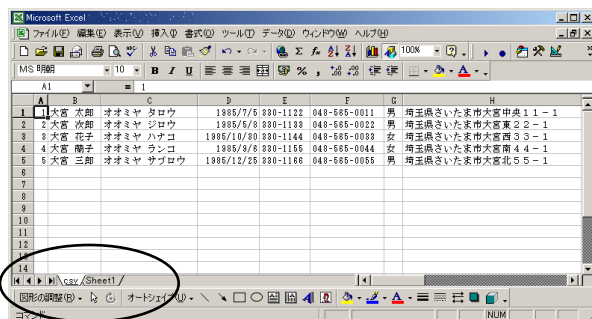 Microsoft Excel
ファイル(F) 編集(E) 表示(V) 挿入(I) 書式(O) ツール(T) データ(D) ウィンドウ(W) ヘルプ(H)
100%
MS 明朝 10 B I U
A1 = 1
A B C D E F G H
1 1 大宮 太郎 オオミヤ タロウ 1985/7/5 330-1122 048-565-0011 男 埼玉県さいたま市大宮中央11-1
2 2 大宮 次郎 オオミヤ ジロウ 1985/5/8 330-1133 048-565-0022 男 埼玉県さいたま市大宮東22-1
3 3 大宮 花子 オオミヤ ハナコ 1985/10/30 330-1144 048-565-0033 女 埼玉県さいたま市大宮西33-1
4 4 大宮 蘭子 オオミヤ ランコ 1985/9/6 330-1155 048-565-0044 女 埼玉県さいたま市大宮南44-1
5 5 大宮 三郎 オオミヤ サブロウ 1985/12/25 330-1166 048-565-0055 男 埼玉県さいたま市大宮北55-1
6
7
8
9
10
11
12
13
14
csv Sheet1
図形の調整(R) オートシェイプ(U)
コマンド NUM